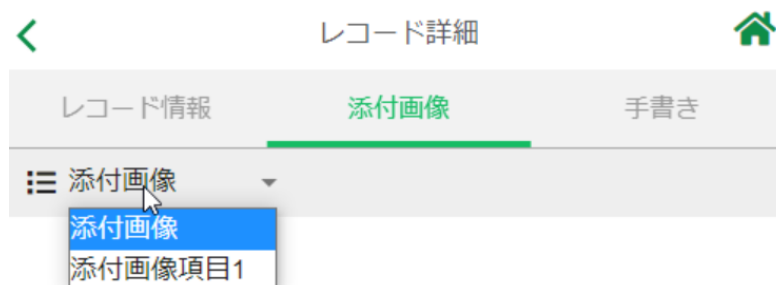 レコード詳細
レコード情報 添付画像 手書き
添付画像
添付画像
添付画像項目1